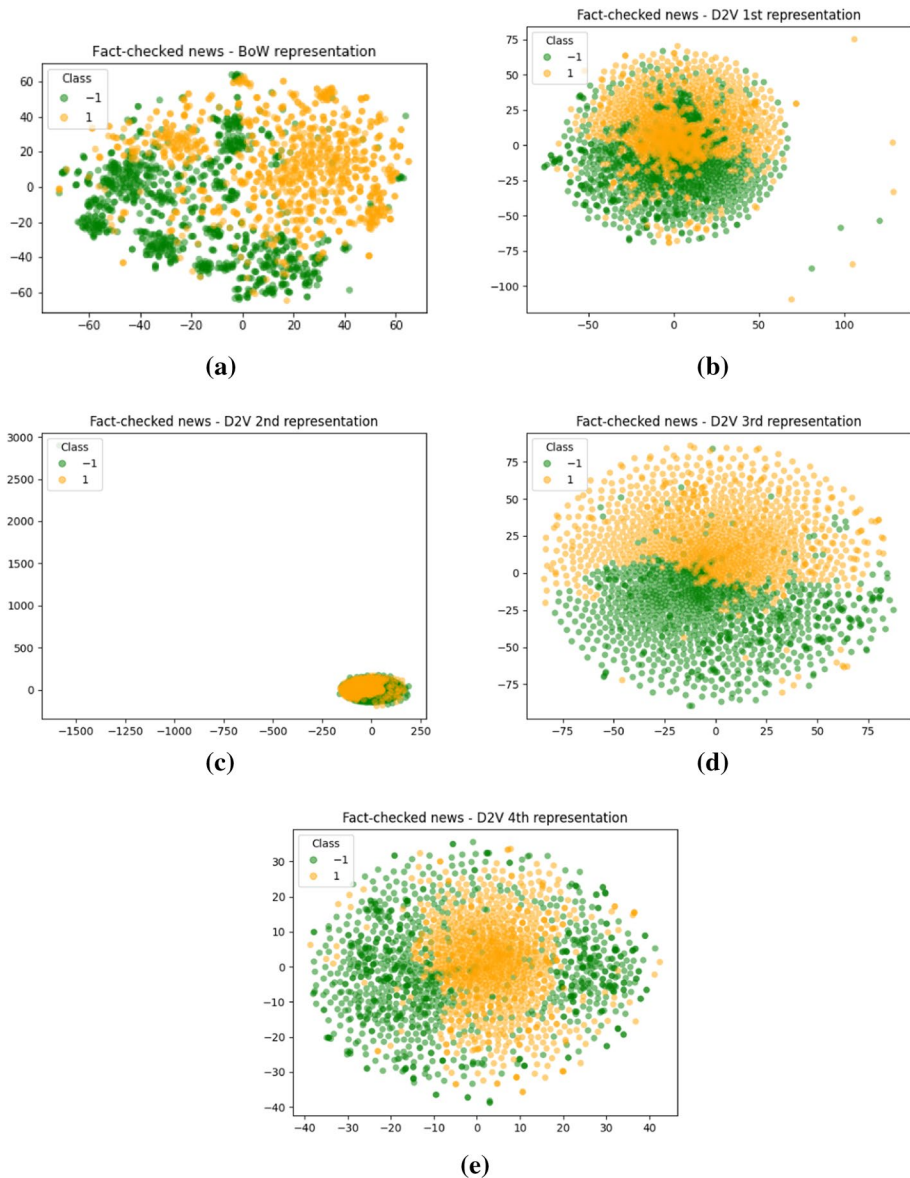 Fact-checked news - BoW representation
Class
−1
1
60
40
20
0
−20
−40
−60
−60 −40 −20 0 20 40 60
(a)
Fact-checked news - D2V 1st representation
Class
−1
1
75
50
25
0
−25
−50
−75
−100
−50 0 50 100
(b)
Fact-checked news - D2V 2nd representation
Class
−1
1
3000
2500
2000
1500
1000
500
0
−1500 −1250 −1000 −750 −500 −250 0 250
(c)
Fact-checked news - D2V 3rd representation
Class
−1
1
75
50
25
0
−25
−50
−75
−75 −50 −25 0 25 50 75
(d)
Fact-checked news - D2V 4th representation
Class
−1
1
30
20
10
0
−10
−20
−30
−40
−40 −30 −20 −10 0 10 20 30 40
(e)